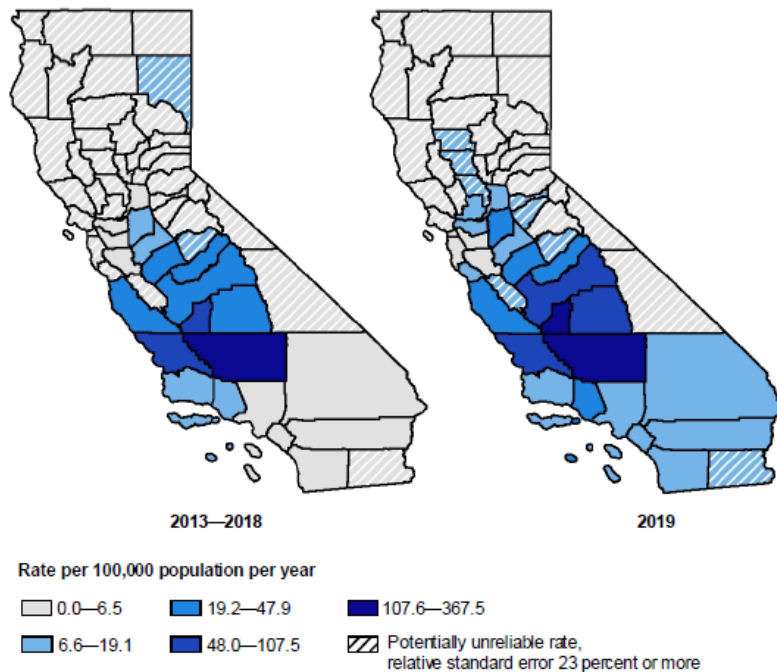 2013—2018
2019
Rate per 100,000 population per year
0.0—6.5
19.2—47.9
107.6—367.5
6.6—19.1
48.0—107.5
Potentially unreliable rate,
relative standard error 23 percent or more